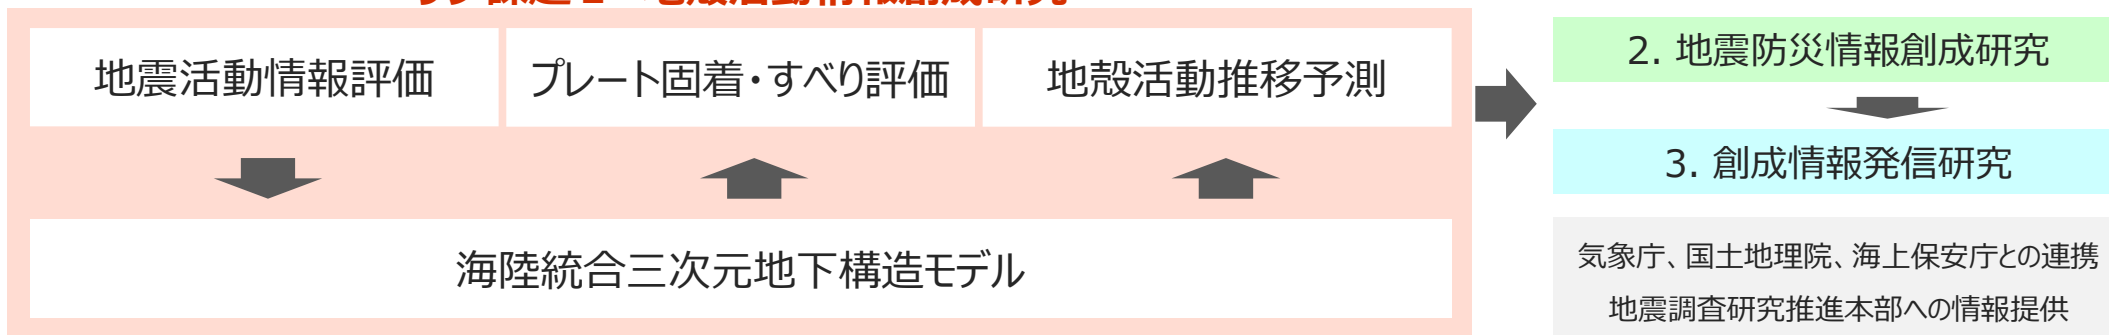 地震活動情報評価
プレート固着・すべり評価
地殻活動推移予測
海陸統合三次元地下構造モデル
2. 地震防災情報創成研究
3. 創成情報発信研究
気象庁、国土地理院、海上保安庁との連携
地震調査研究推進本部への情報提供